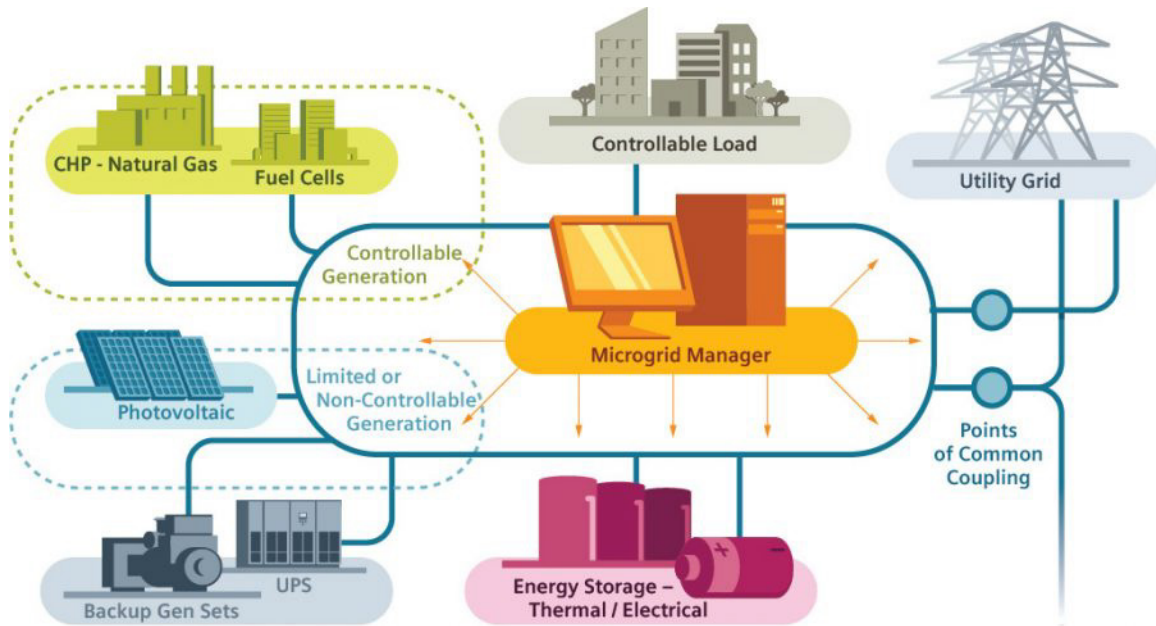 CHP - Natural Gas
Fuel Cells
Controllable Load
Utility Grid
Controllable
Generation
Microgrid Manager
Photovoltaic
Limited or
Non-Controllable
Generation
Points
of Common
Coupling
UPS
Backup Gen Sets
Energy Storage –
Thermal / Electrical
+
−